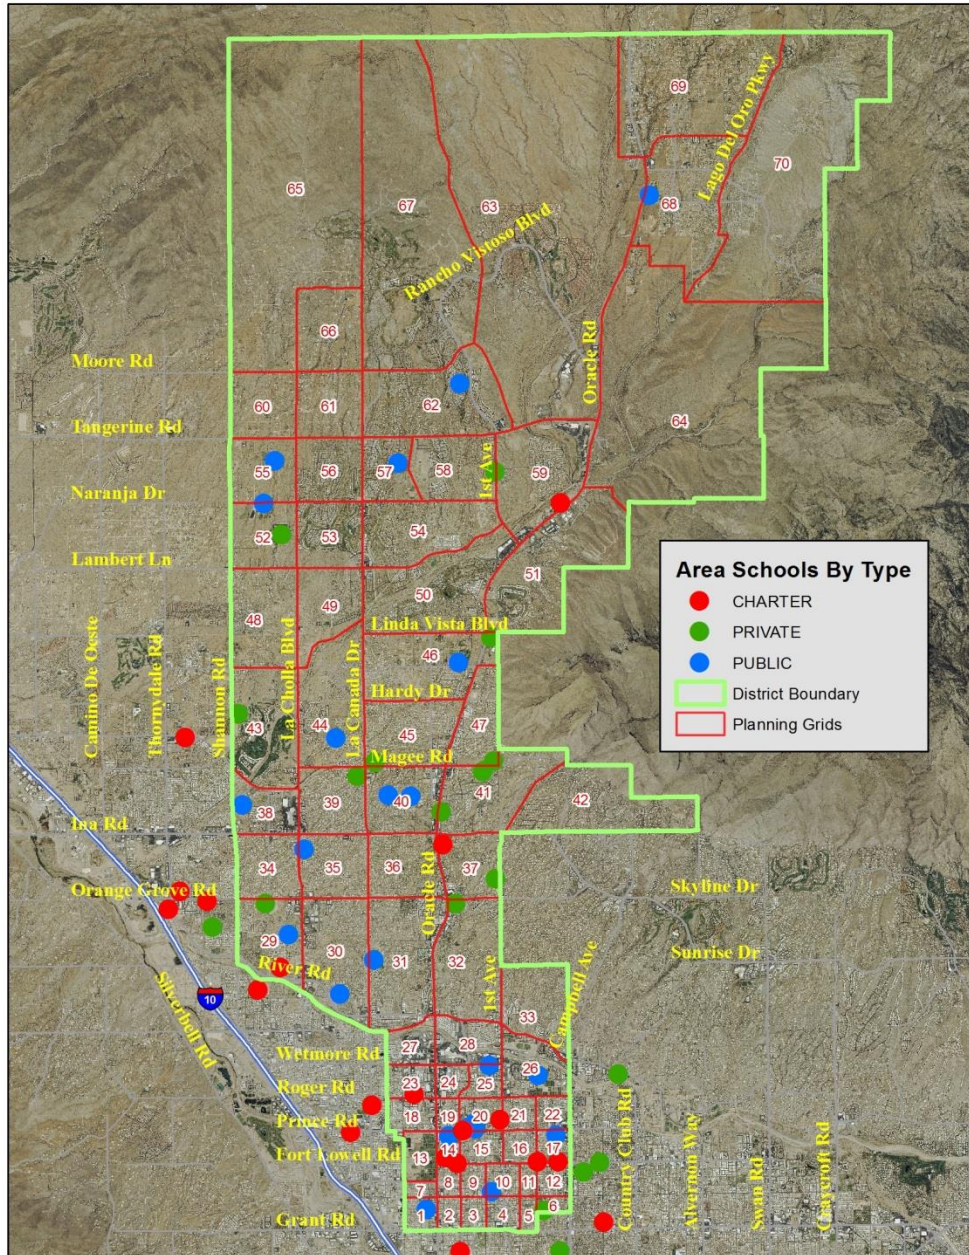 69
Lago Del Oro Pkwy
70
65
67
63
68
Rancho Vistoso Blvd
66
Oracle Rd
Moore Rd
60
61
62
64
Tangerine Rd
55
56
57
58
1st Ave
59
Naranja Dr
52
53
54
Lambert Ln
51
50
49
48
Linda Vista Blvd
46
Camino De Oeste
Thornydale Rd
Shannon Rd
La Cholla Blvd
La Canada Dr
Hardy Dr
43
44
45
47
Magee Rd
38
39
40
41
42
Ina Rd
34
35
36
37
Oracle Rd
Orange Grove Rd
Skyline Dr
29
30
31
32
Sunrise Dr
River Rd
10
Silverbell Rd
1st Ave
Campbell Ave
33
Wetmore Rd
27
28
Roger Rd
23
24
25
26
Prince Rd
18
19
20
21
22
Fort Lowell Rd
13
14
15
16
17
7
8
9
10
11
12
Grant Rd
1
2
3
4
5
6
Country Club Rd
Alvernon Way
Swan Rd
Craycroft Rd
Area Schools By Type
CHARTER
PRIVATE
PUBLIC
District Boundary
Planning Grids